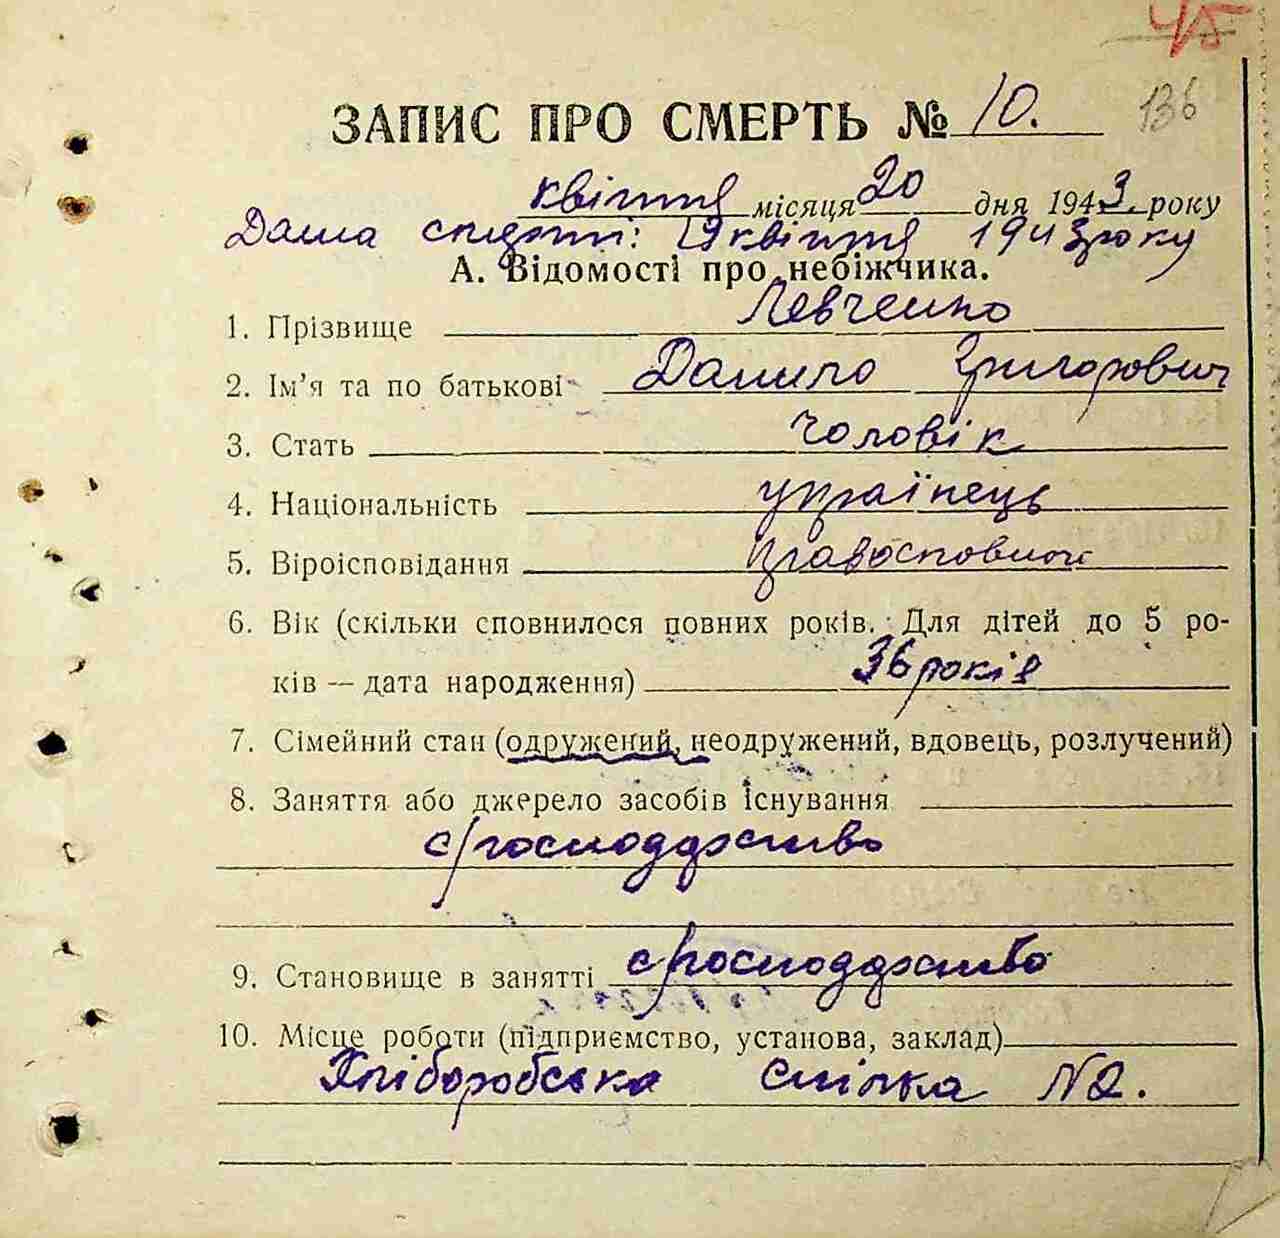 45
136
ЗАПИС ПРО СМЕРТЬ № 10.
квітня місяця 20 дня 1943. року
Дата смерти: 19 квітня 1943 року
А. Відомості про небіжчика.
1. Прізвище Левченко
2. Ім'я та по батькові Данило Григорович
3. Стать чоловік
4. Національність українець
5. Віроісповідання православний
6. Вік (скільки сповнилося повних років. Для дітей до 5 ро-
ків — дата народження) 36 років
7. Сімейний стан (одружений, неодружений, вдовець, розлучений)
8. Заняття або джерело засобів існування
с/господарство
9. Становище в занятті с/господарство
10. Місце роботи (підприємство, установа, заклад)
Хліборобська спілка №2.